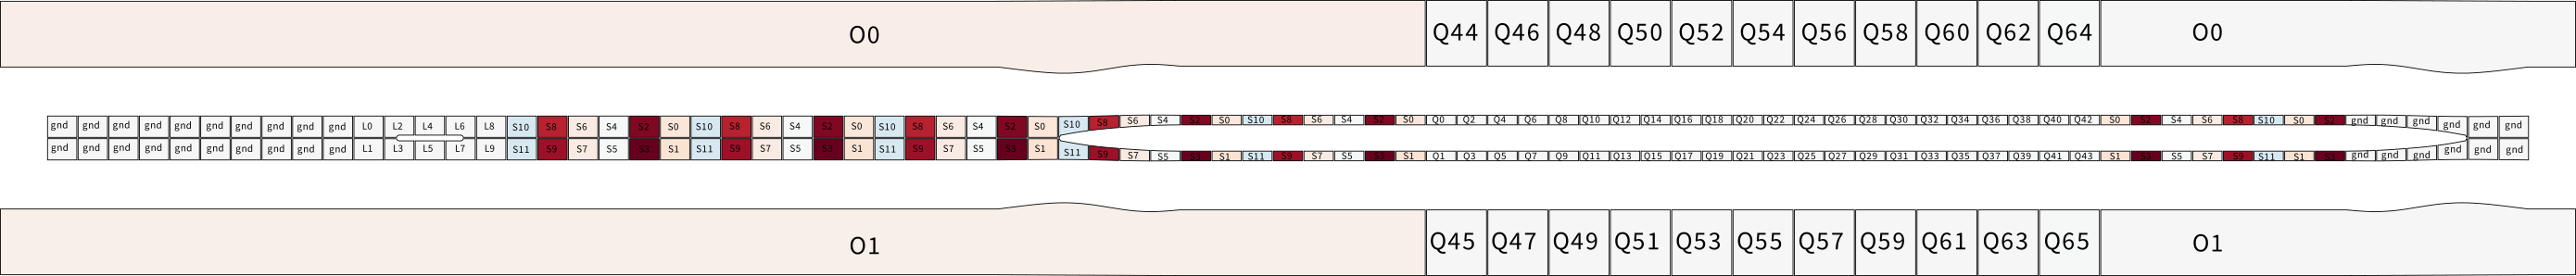 O0 Q44 Q46 Q48 Q50 Q52 Q54 Q56 Q58 Q60 Q62 Q64 O0
gnd gnd gnd gnd gnd gnd gnd gnd gnd gnd L0 L2 L4 L6 L8 S10 S8 S6 S4 S2 S0 S10 S8 S6 S4 S2 S0 S10 S8 S6 S4 S2 S0 S10 S8 S6 S4 S2 S0 S10 S8 S6 S4 S2 S0 Q0 Q2 Q4 Q6 Q8 Q10 Q12 Q14 Q16 Q18 Q20 Q22 Q24 Q26 Q28 Q30 Q32 Q34 Q36 Q38 Q40 Q42 S0 S2 S4 S6 S8 S10 S0 S2 gnd gnd gnd gnd gnd gnd
gnd gnd gnd gnd gnd gnd gnd gnd gnd gnd L1 L3 L5 L7 L9 S11 S9 S7 S5 S3 S1 S11 S9 S7 S5 S3 S1 S11 S9 S7 S5 S3 S1 S11 S9 S7 S5 S3 S1 S11 S9 S7 S5 S3 S1 Q1 Q3 Q5 Q7 Q9 Q11 Q13 Q15 Q17 Q19 Q21 Q23 Q25 Q27 Q29 Q31 Q33 Q35 Q37 Q39 Q41 Q43 S1 S3 S5 S7 S9 S11 S1 S3 gnd gnd gnd gnd gnd gnd
O1 Q45 Q47 Q49 Q51 Q53 Q55 Q57 Q59 Q61 Q63 Q65 O1